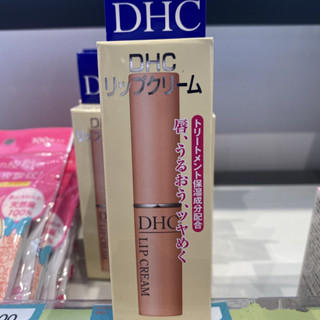 DHC
DHC
リップクリーム
トリートメント保湿成分配合
唇、うるおう、ツヤめく
DHC
LIP CREAM
100%